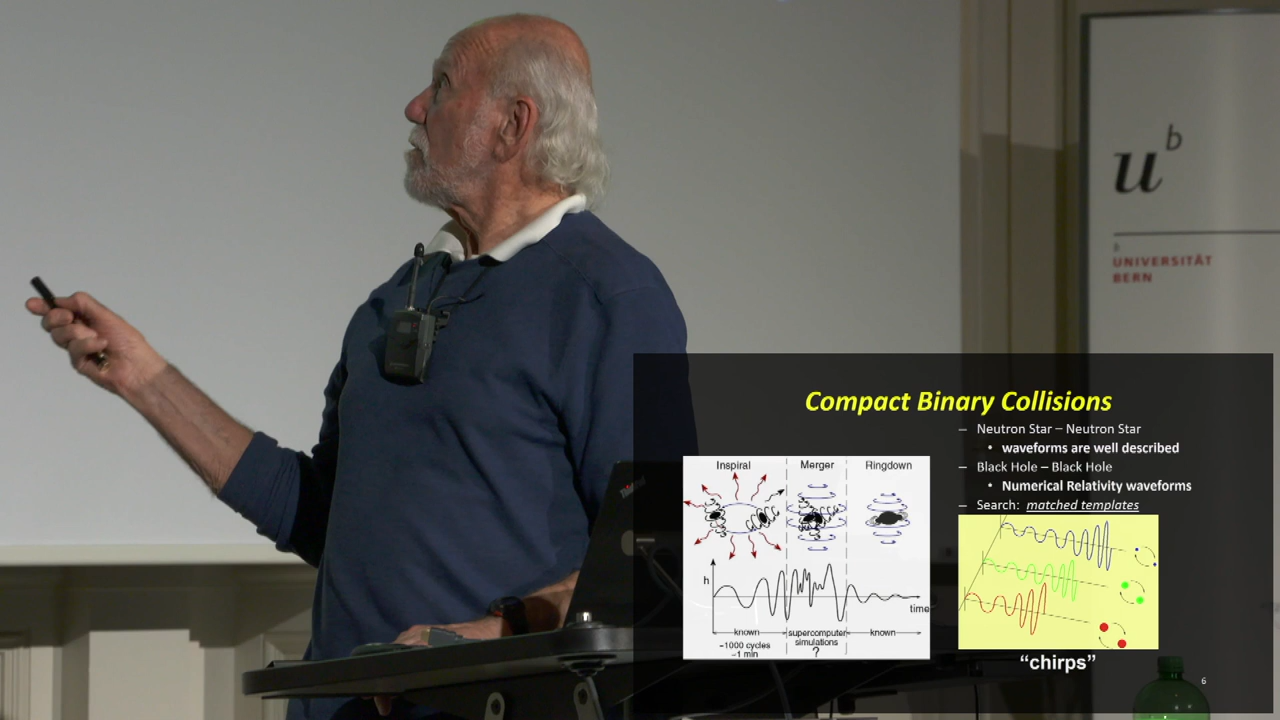 u b
b
UNIVERSITÄT
BERN
ThinkPad
Compact Binary Collisions
– Neutron Star – Neutron Star
• waveforms are well described
– Black Hole – Black Hole
• Numerical Relativity waveforms
– Search: matched templates
Inspiral Merger Ringdown
h
time
known supercomputer known
simulations
~1000 cycles
~1 min ?
“chirps”
6